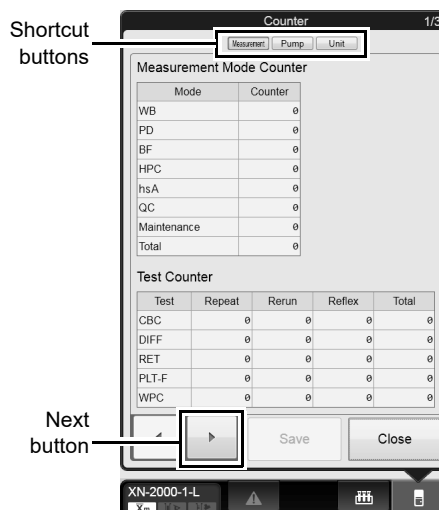 Counter 1/3
Shortcut
buttons
Measurement Pump Unit
Measurement Mode Counter
Mode Counter
WB 0
PD 0
BF 0
HPC 0
hsA 0
QC 0
Maintenance 0
Total 0
Test Counter
Test Repeat Rerun Reflex Total
CBC 0 0 0 0
DIFF 0 0 0 0
RET 0 0 0 0
PLT-F 0 0 0 0
WPC 0 0 0 0
Next
button
Save Close
XN-2000-1-L